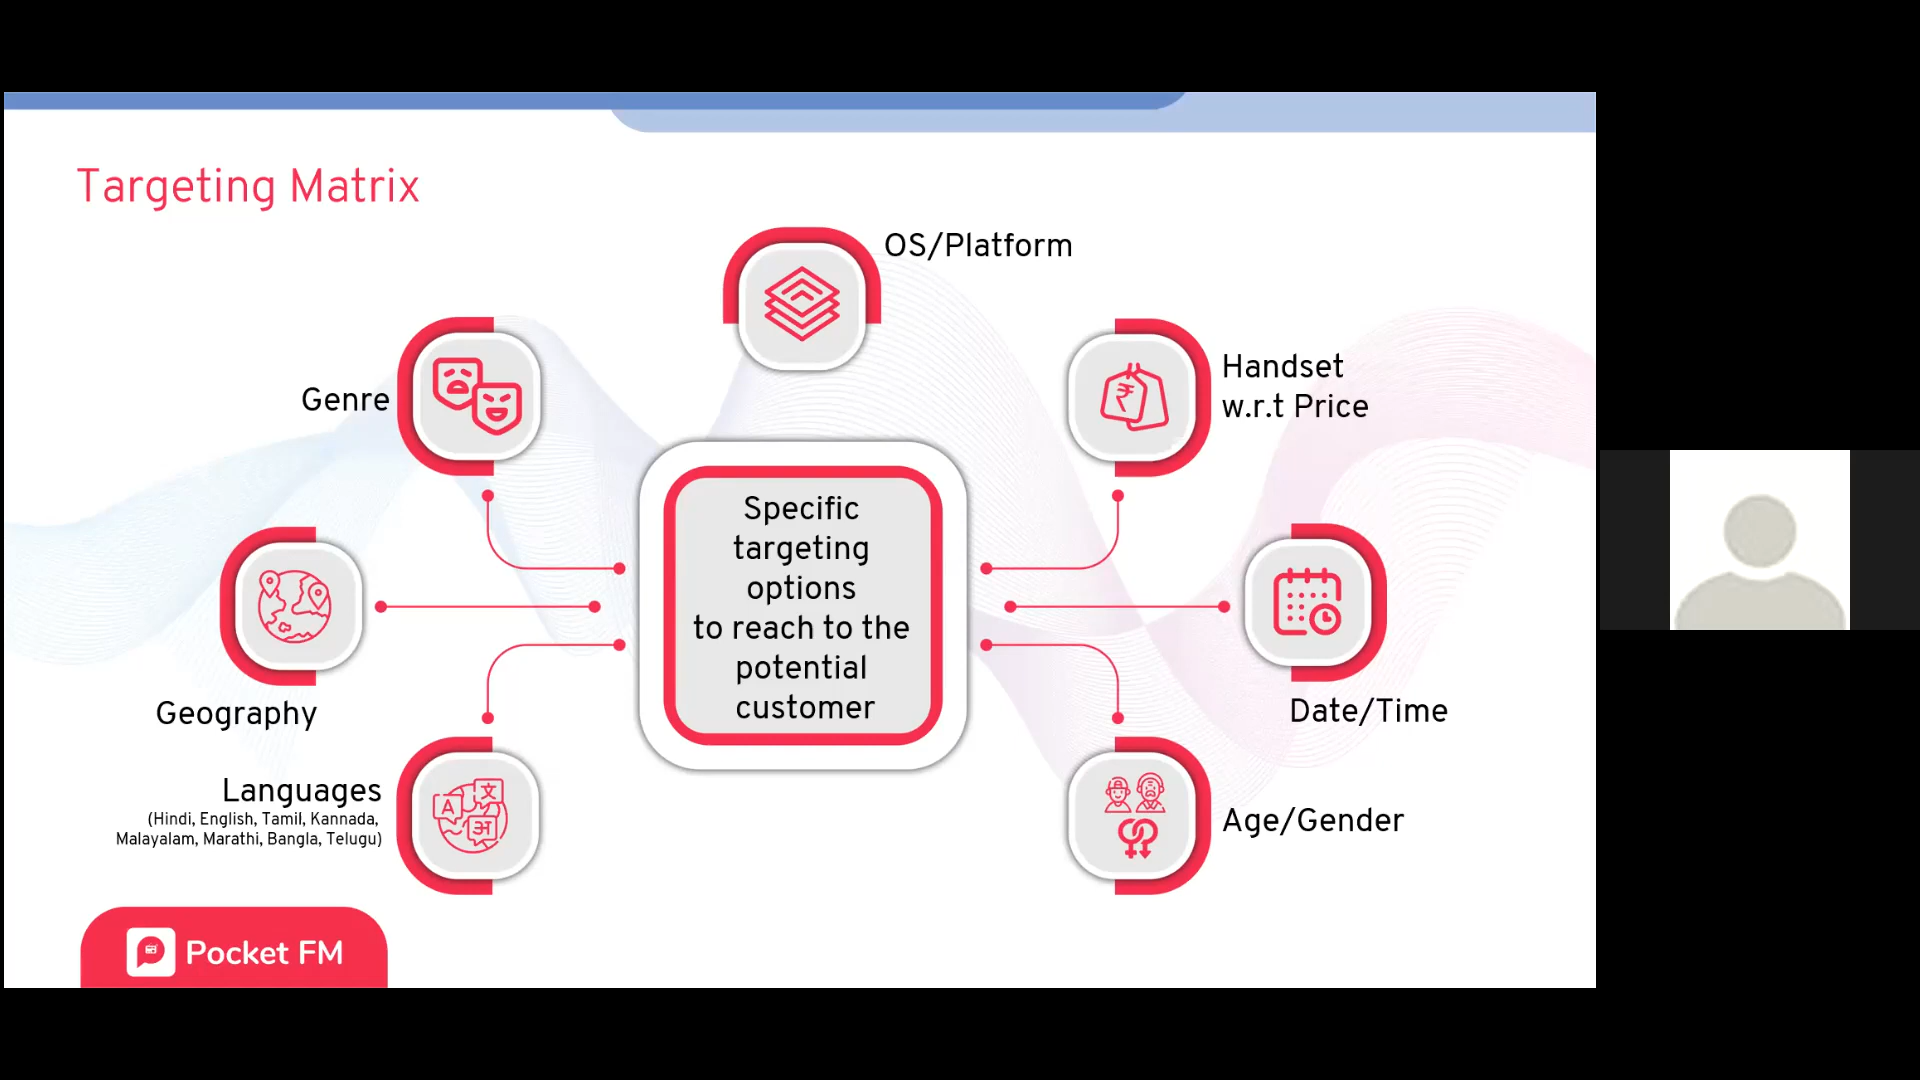 Targeting Matrix
OS/Platform
Genre
Handset
w.r.t Price
Specific
targeting
options
to reach to the
potential
customer
₹
Geography
Date/Time
Languages
(Hindi, English, Tamil, Kannada,
Malayalam, Marathi, Bangla, Telugu)
A
文
अ
Age/Gender
Pocket FM